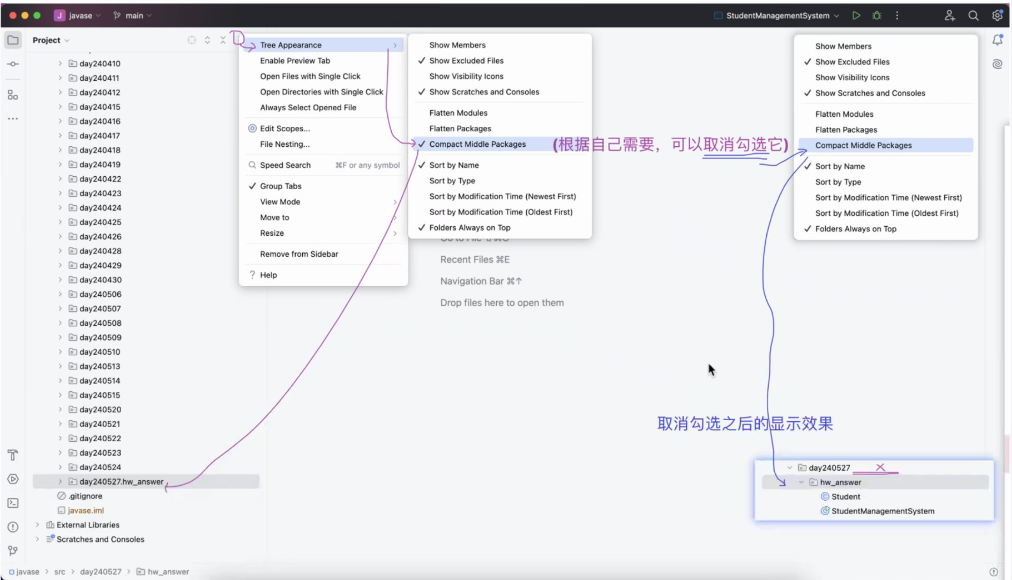 javase
main
StudentManagementSystem
Project
day240410
day240411
day240412
day240415
day240416
day240417
day240418
day240419
day240422
day240423
day240424
day240425
day240426
day240428
day240429
day240430
day240506
day240507
day240508
day240509
day240510
day240513
day240514
day240515
day240520
day240521
day240522
day240523
day240524
day240527.hw_answer
.gitignore
javase.iml
External Libraries
Scratches and Consoles
Tree Appearance
Enable Preview Tab
Open Files with Single Click
Open Directories with Single Click
Always Select Opened File
Edit Scopes...
File Nesting...
Speed Search ⌘F or any symbol
Group Tabs
View Mode
Move to
Resize
Remove from Sidebar
? Help
Show Members
✓ Show Excluded Files
Show Visibility Icons
✓ Show Scratches and Consoles
Flatten Modules
Flatten Packages
✓ Compact Middle Packages
✓ Sort by Name
Sort by Type
Sort by Modification Time (Newest First)
Sort by Modification Time (Oldest First)
✓ Folders Always on Top
Recent Files ⌘E
Navigation Bar ⌘↑
Drop files here to open them
(根据自己需要，可以取消勾选它)
Show Members
✓ Show Excluded Files
Show Visibility Icons
✓ Show Scratches and Consoles
Flatten Modules
Flatten Packages
Compact Middle Packages
✓ Sort by Name
Sort by Type
Sort by Modification Time (Newest First)
Sort by Modification Time (Oldest First)
✓ Folders Always on Top
取消勾选之后的显示效果
day240527
hw_answer
Student
StudentManagementSystem
javase > src > day240527 > hw_answer